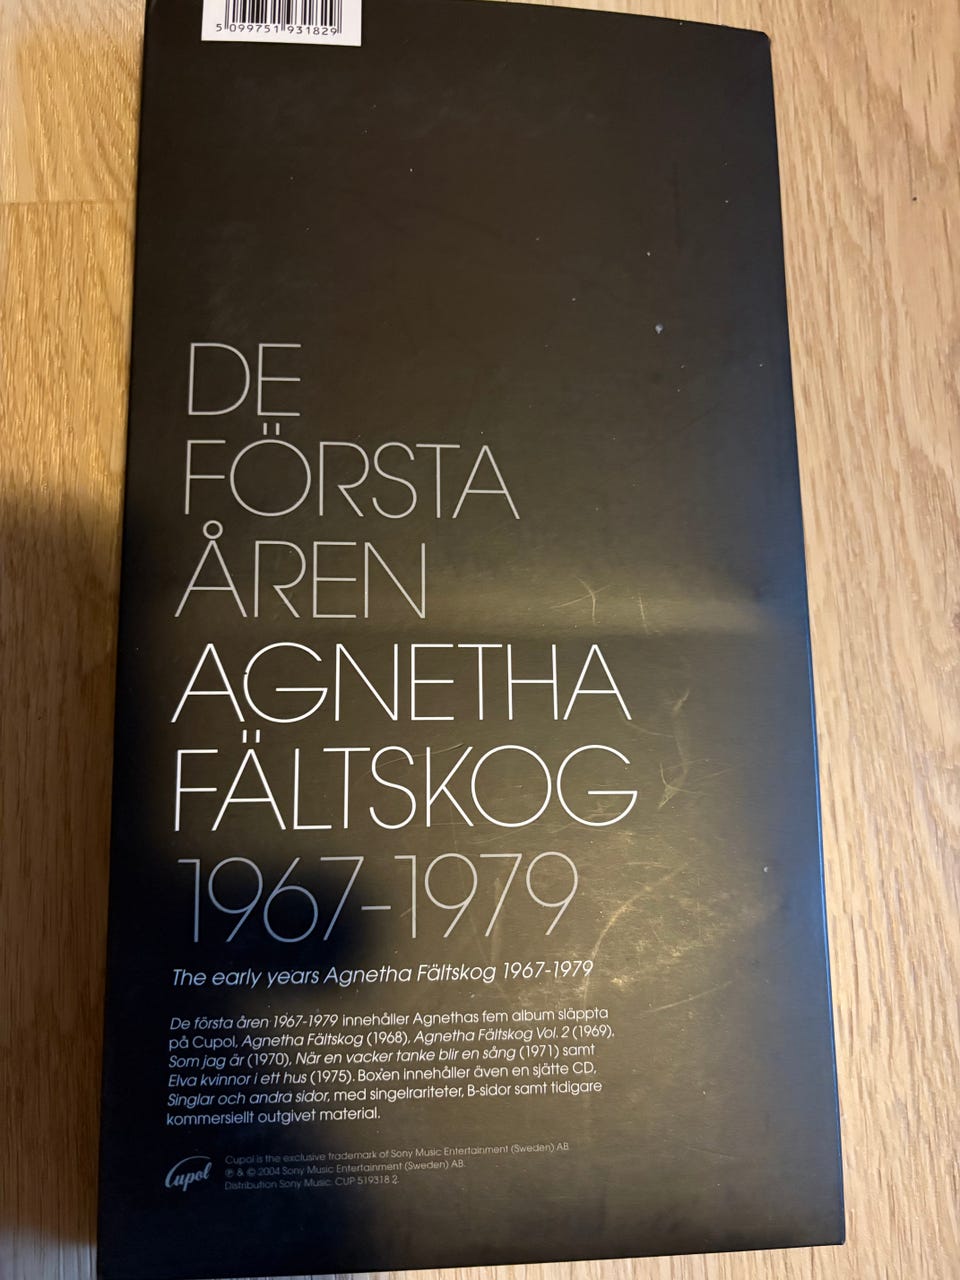 5 099751 931829
DE
FÖRSTA
ÅREN
AGNETHA
FÄLTSKOG
1967-1979
The early years Agnetha Fältskog 1967-1979
De första åren 1967-1979 innehåller Agnethas fem album släppta
på Cupol, Agnetha Fältskog (1968), Agnetha Fältskog Vol. 2 (1969),
Som jag är (1970), När en vacker tanke blir en sång (1971) samt
Elva kvinnor i ett hus (1975). Boxen innehåller även en sjätte CD,
Singlar och andra sidor, med singelrariteter, B-sidor samt tidigare
kommersiellt outgivet material.
Cupol
Cupol is the exclusive trademark of Sony Music Entertainment (Sweden) AB
℗ & © 2004 Sony Music Entertainment (Sweden) AB.
Distribution Sony Music. CUP 519318 2